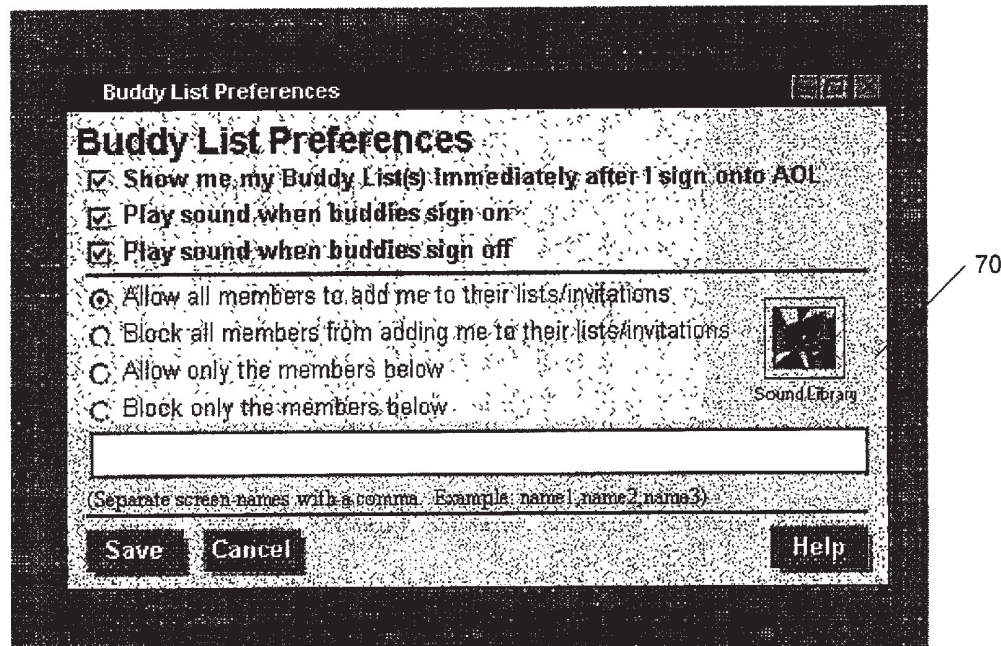 Buddy List Preferences
Buddy List Preferences
Show me my Buddy List(s) Immediately after I sign onto AOL
Play sound when buddies sign on
Play sound when buddies sign off
Allow all members to add me to their lists/invitations
Block all members from adding me to their lists/invitations
Allow only the members below
Block only the members below
Sound Library
(Separate screen names with a comma. Example: name1,name2,name3)
Save Cancel Help
70